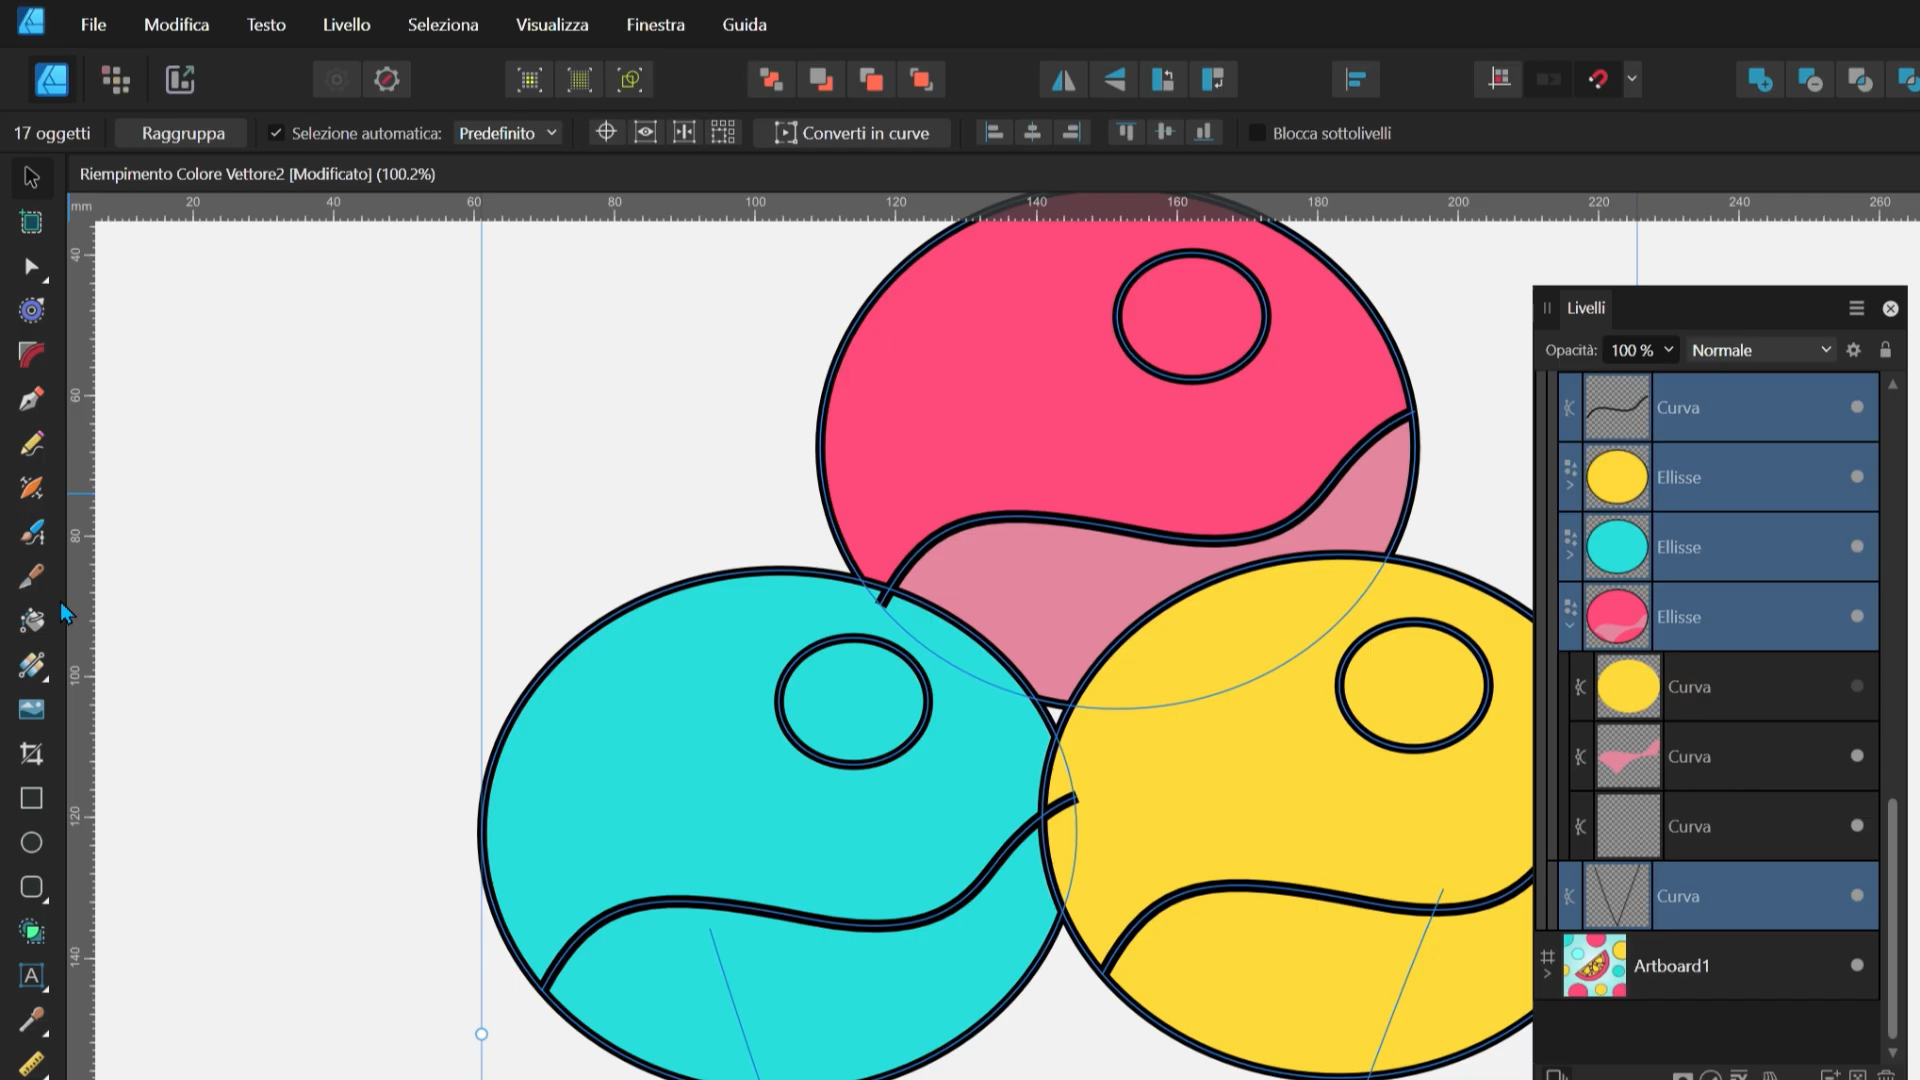 File Modifica Testo Livello Seleziona Visualizza Finestra Guida
17 oggetti Raggruppa Selezione automatica: Predefinito Converti in curve Blocca sottolivelli
Riempimento Colore Vettore2 [Modificato] (100.2%)
mm 20 40 60 80 100 120 140 160 180 200 220 240 260
40
60
80
100
120
140
Livelli
Opacità: 100 % Normale
Curva
Ellisse
Ellisse
Ellisse
Curva
Curva
Curva
Curva
Artboard1